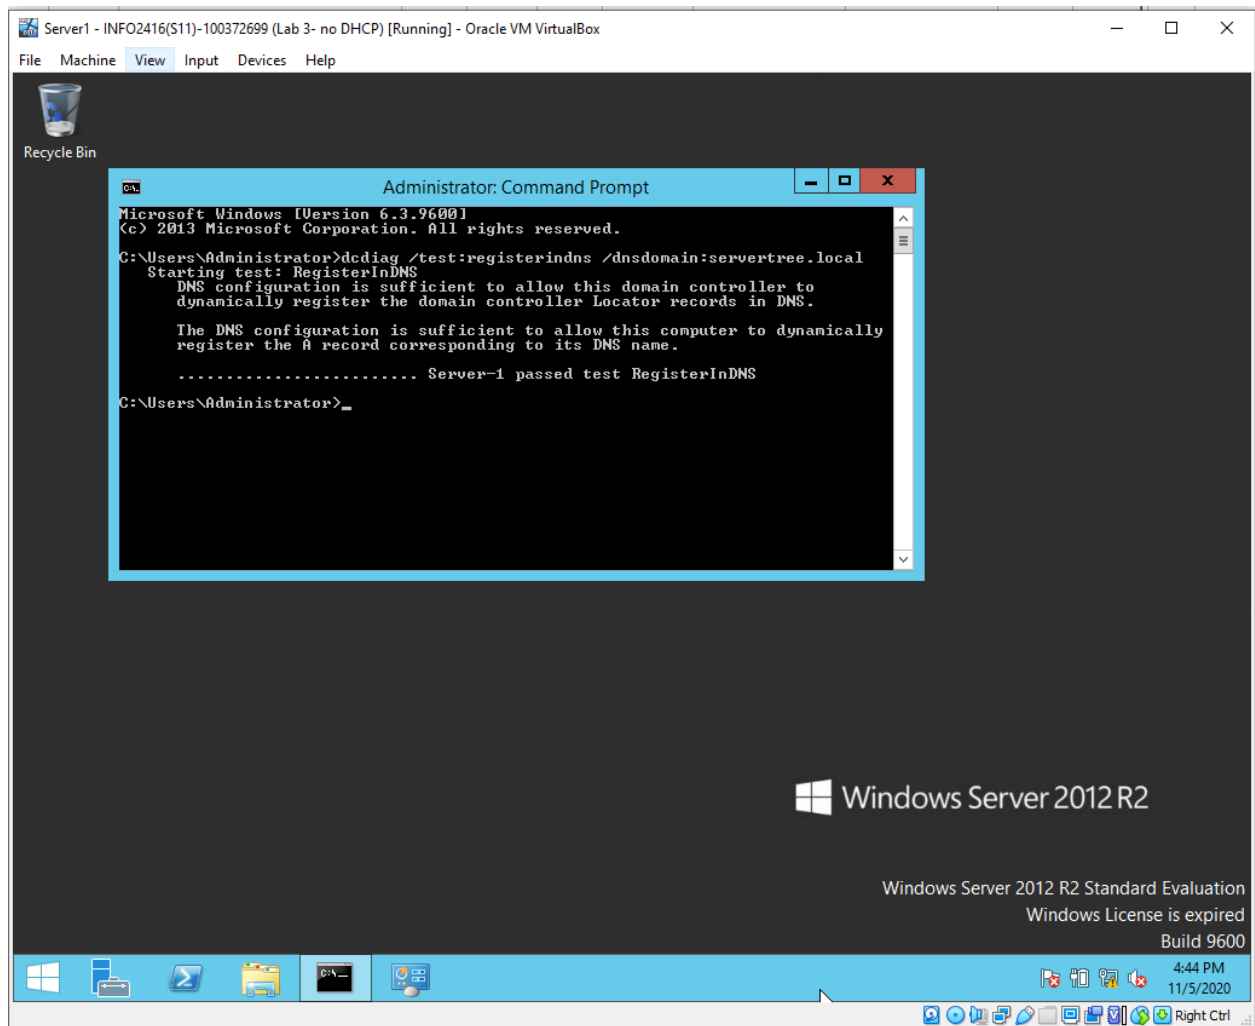 Server1 - INFO2416(S11)-100372699 (Lab 3- no DHCP) [Running] - Oracle VM VirtualBox
File Machine View Input Devices Help
Recycle Bin
Administrator: Command Prompt
Microsoft Windows [Version 6.3.9600]
(c) 2013 Microsoft Corporation. All rights reserved.
C:\Users\Administrator>dcdiag /test:registerindns /dnsdomain:servertree.local
Starting test: RegisterInDNS
DNS configuration is sufficient to allow this domain controller to
dynamically register the domain controller Locator records in DNS.
The DNS configuration is sufficient to allow this computer to dynamically
register the A record corresponding to its DNS name.
......................... Server-1 passed test RegisterInDNS
C:\Users\Administrator>_
Windows Server 2012 R2
Windows Server 2012 R2 Standard Evaluation
Windows License is expired
Build 9600
4:44 PM
11/5/2020
Right Ctrl